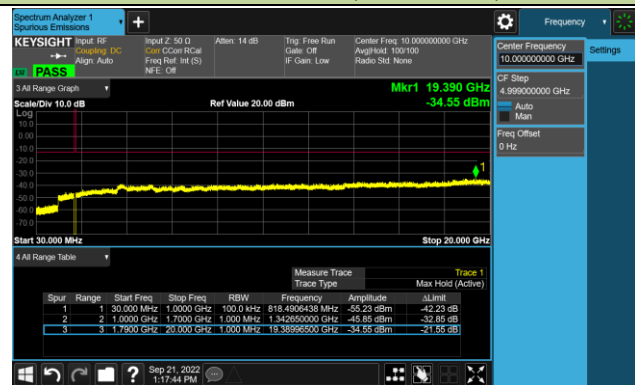 Spectrum Analyzer 1
Spurious Emissions
Frequency
KEYSIGHT
Input: RF
Coupling: DC
Align: Auto
Input Z: 50 Ω
Corr CCorr RCal
Freq Ref: Int (S)
NFE: Off
Atten: 14 dB
Trig: Free Run
Gate: Off
IF Gain: Low
Center Freq: 10.000000000 GHz
Avg|Hold: 100/100
Radio Std: None
PASS
Center Frequency
10.000000000 GHz
Settings
CF Step
4.999000000 GHz
Auto
Man
Freq Offset
0 Hz
3 All Range Graph
Mkr1 19.390 GHz
Scale/Div 10.0 dB
Ref Value 20.00 dBm
-34.55 dBm
Log
10.0
0.00
-10.0
-20.0
-30.0
-40.0
-50.0
-60.0
-70.0
1
Start 30.000 MHz
Stop 20.000 GHz
4 All Range Table
Measure Trace Trace 1
Trace Type Max Hold (Active)
Spur Range Start Freq Stop Freq RBW Frequency Amplitude ΔLimit
1 1 30.000 MHz 1.0000 GHz 100.0 kHz 818.4906438 MHz -55.23 dBm -42.23 dB
2 2 1.0000 GHz 1.7000 GHz 1.000 MHz 1.342650000 GHz -45.85 dBm -32.85 dB
3 3 1.7900 GHz 20.000 GHz 1.000 MHz 19.38996500 GHz -34.55 dBm -21.55 dB
Sep 21, 2022
1:17:44 PM